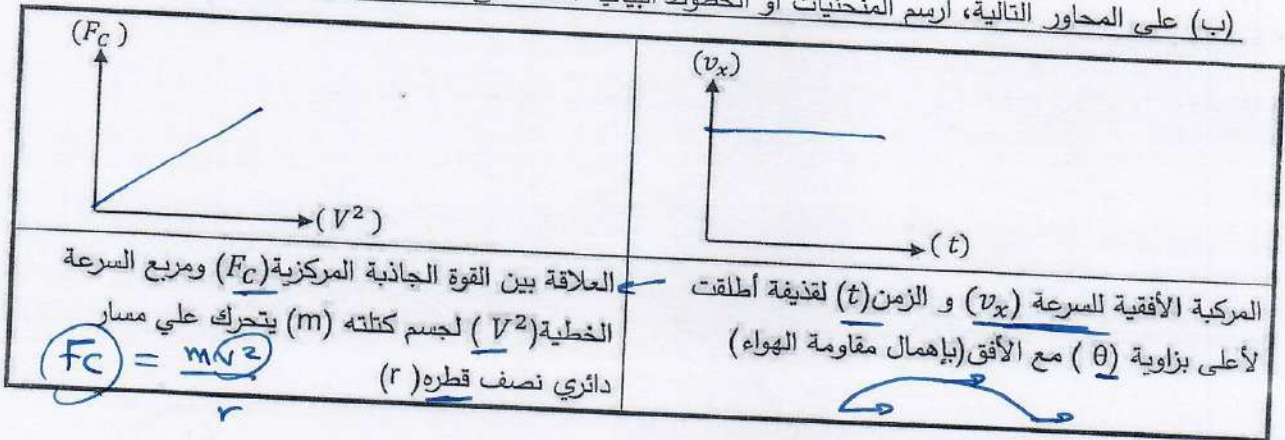 (ب) على المحاور التالية، ارسم المنحنيات أو الخطوط البيانية
(v_x)
(t)
المركبة الأفقية للسرعة (v_x) و الزمن (t) لقذيفة أطلقت
لأعلى بزاوية (θ) مع الأفق (بإهمال مقاومة الهواء)
(F_C)
(V²)
العلاقة بين القوة الجاذبة المركزية (F_C) ومربع السرعة
الخطية (V²) لجسم كتلته (m) يتحرك علي مسار
دائري نصف قطره (r)
Fc = mv²
r